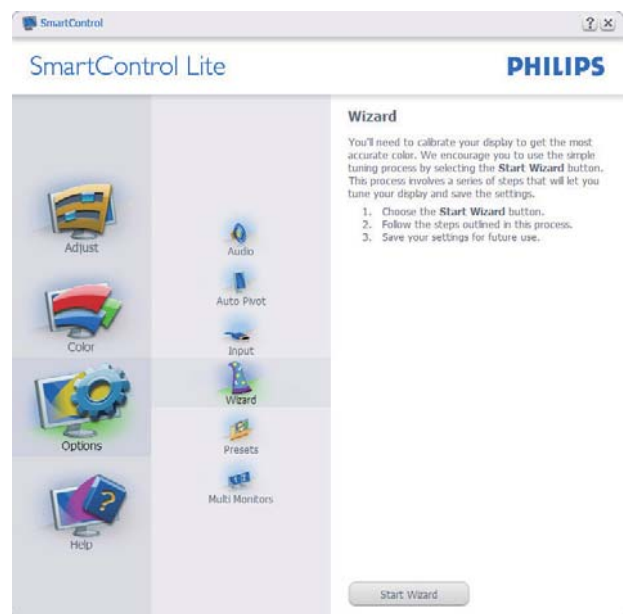 SmartControl
? ×
SmartControl Lite
PHILIPS
Adjust
Color
Options
Help
Audio
Auto Pivot
Input
Wizard
Presets
Multi Monitors
Wizard
You'll need to calibrate your display to get the most
accurate color. We encourage you to use the simple
tuning process by selecting the Start Wizard button.
This process involves a series of steps that will let you
tune your display and save the settings.
1. Choose the Start Wizard button.
2. Follow the steps outlined in this process.
3. Save your settings for future use.
Start Wizard